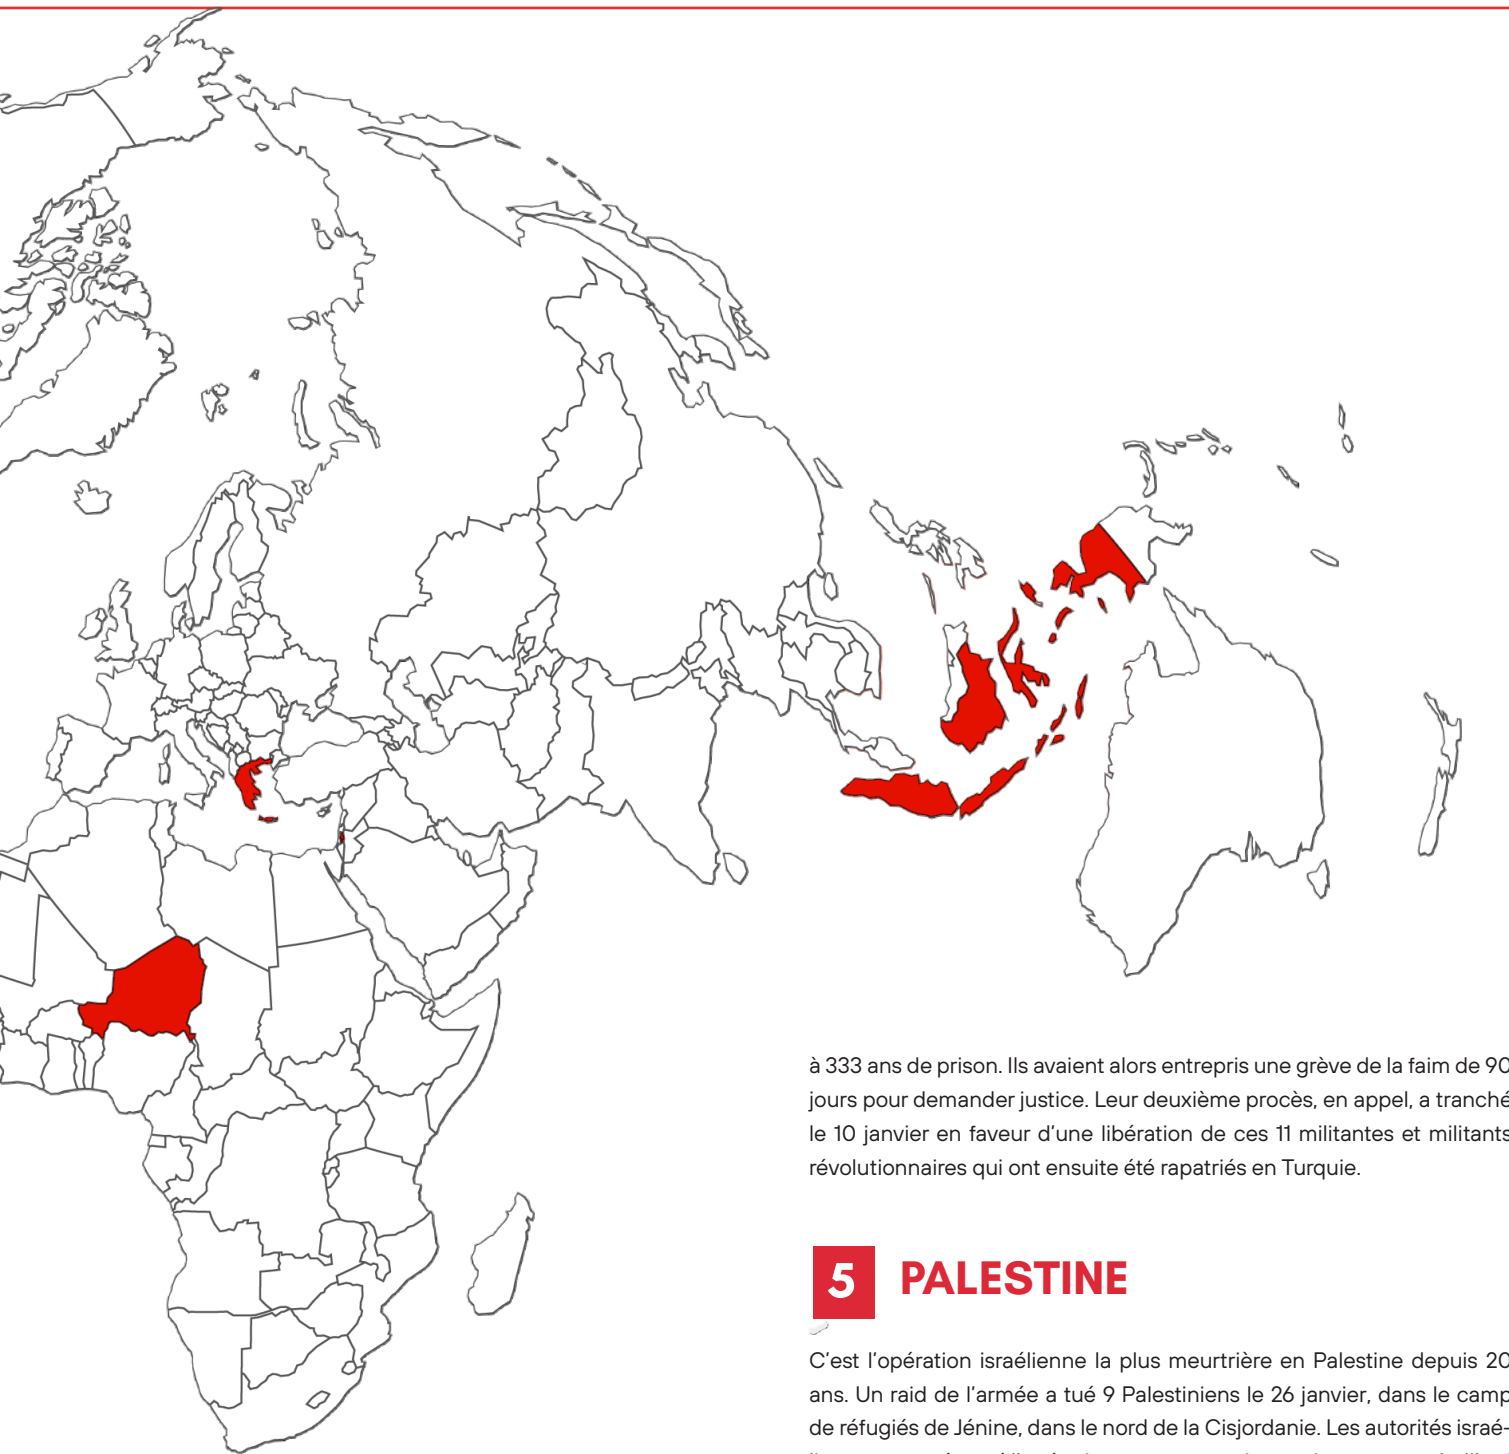 à 333 ans de prison. Ils avaient alors entrepris une grève de la faim de 90
jours pour demander justice. Leur deuxième procès, en appel, a tranché
le 10 janvier en faveur d’une libération de ces 11 militantes et militants
révolutionnaires qui ont ensuite été rapatriés en Turquie.
5 PALESTINE
C’est l’opération israélienne la plus meurtrière en Palestine depuis 20
ans. Un raid de l’armée a tué 9 Palestiniens le 26 janvier, dans le camp
de réfugiés de Jénine, dans le nord de la Cisjordanie. Les autorités israé-